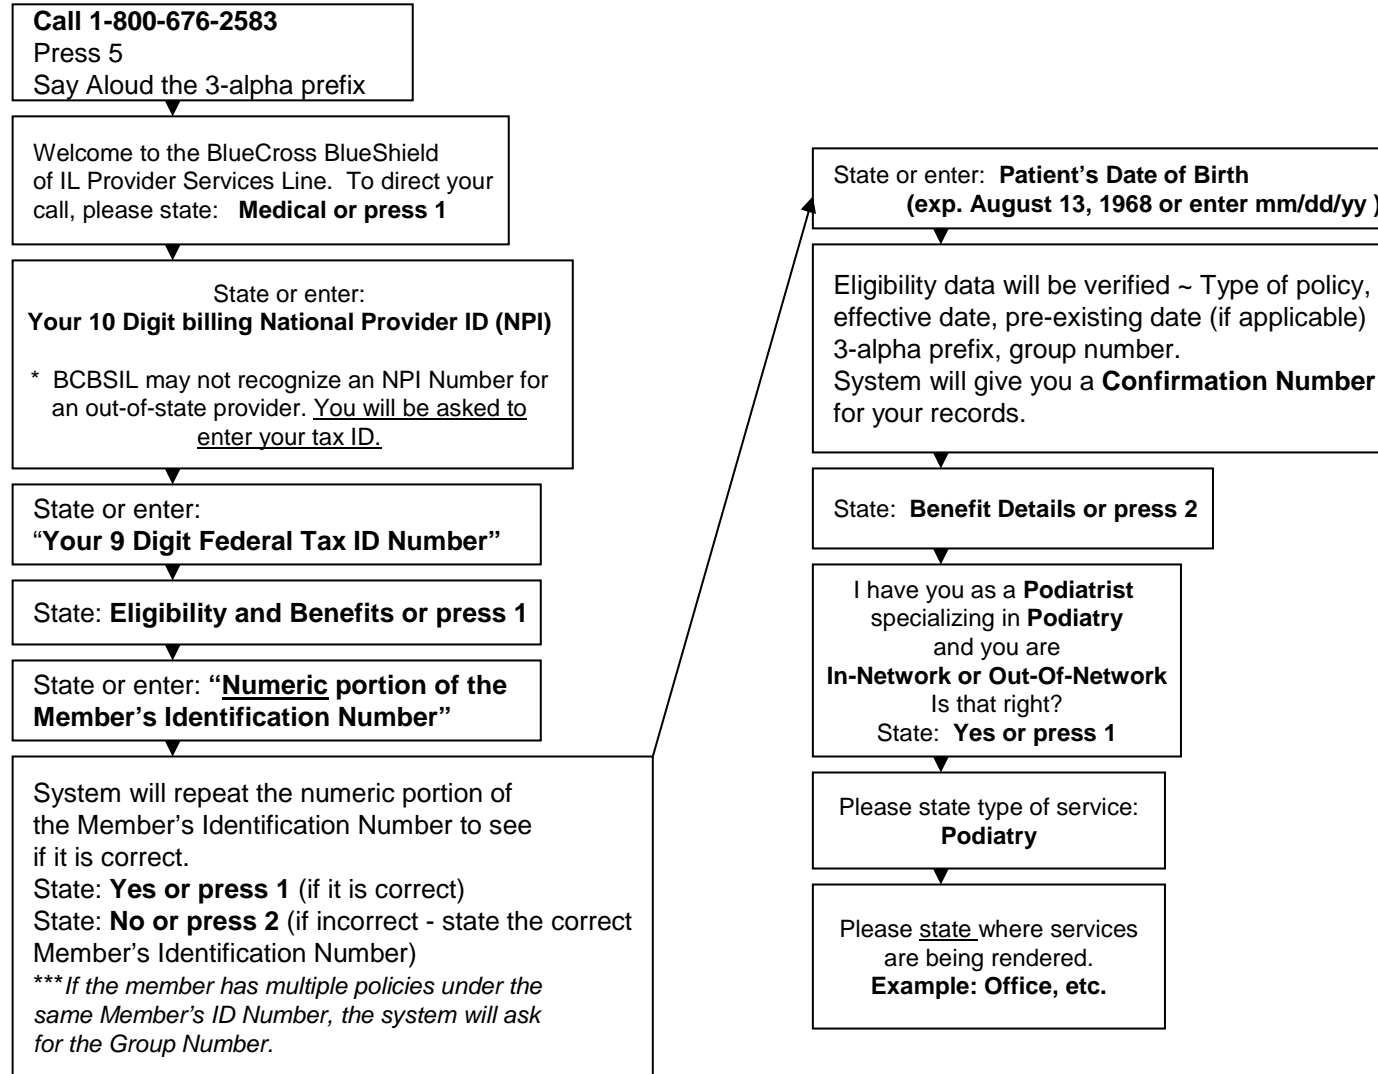 Call 1-800-676-2583
Press 5
Say Aloud the 3-alpha prefix
Welcome to the BlueCross BlueShield
of IL Provider Services Line.  To direct your
call, please state:   Medical or press 1
State or enter:
Your 10 Digit billing National Provider ID (NPI)
*  BCBSIL may not recognize an NPI Number for
an out-of-state provider. You will be asked to
enter your tax ID.
State or enter:
“Your 9 Digit Federal Tax ID Number”
State: Eligibility and Benefits or press 1
State or enter: “Numeric portion of the
Member’s Identification Number”
System will repeat the numeric portion of
the Member’s Identification Number to see
if it is correct.
State: Yes or press 1 (if it is correct)
State: No or press 2 (if incorrect - state the correct
Member’s Identification Number)
***If the member has multiple policies under the
same Member’s ID Number, the system will ask
for the Group Number.
State or enter:  Patient’s Date of Birth
(exp. August 13, 1968 or enter mm/dd/yy )
Eligibility data will be verified ~ Type of policy,
effective date, pre-existing date (if applicable)
3-alpha prefix, group number.
System will give you a Confirmation Number
for your records.
State:  Benefit Details or press 2
I have you as a Podiatrist
specializing in Podiatry
and you are
In-Network or Out-Of-Network
Is that right?
State:  Yes or press 1
Please state type of service:
Podiatry
Please state where services
are being rendered.
Example: Office, etc.